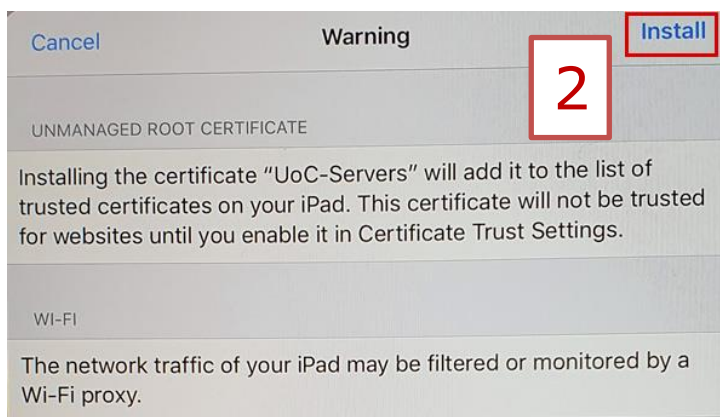 Cancel Warning Install
2
UNMANAGED ROOT CERTIFICATE
Installing the certificate “UoC-Servers” will add it to the list of
trusted certificates on your iPad. This certificate will not be trusted
for websites until you enable it in Certificate Trust Settings.
WI-FI
The network traffic of your iPad may be filtered or monitored by a
Wi-Fi proxy.